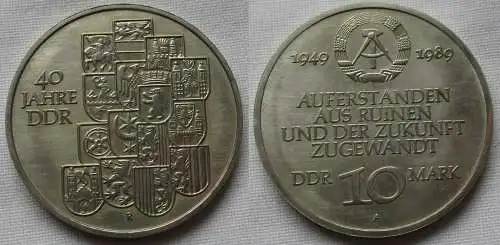 40
JAHRE
DDR
1949 1989
AUFERSTANDEN
AUS RUINEN
UND DER ZUKUNFT
ZUGEWANDT
DDR 10 MARK
A